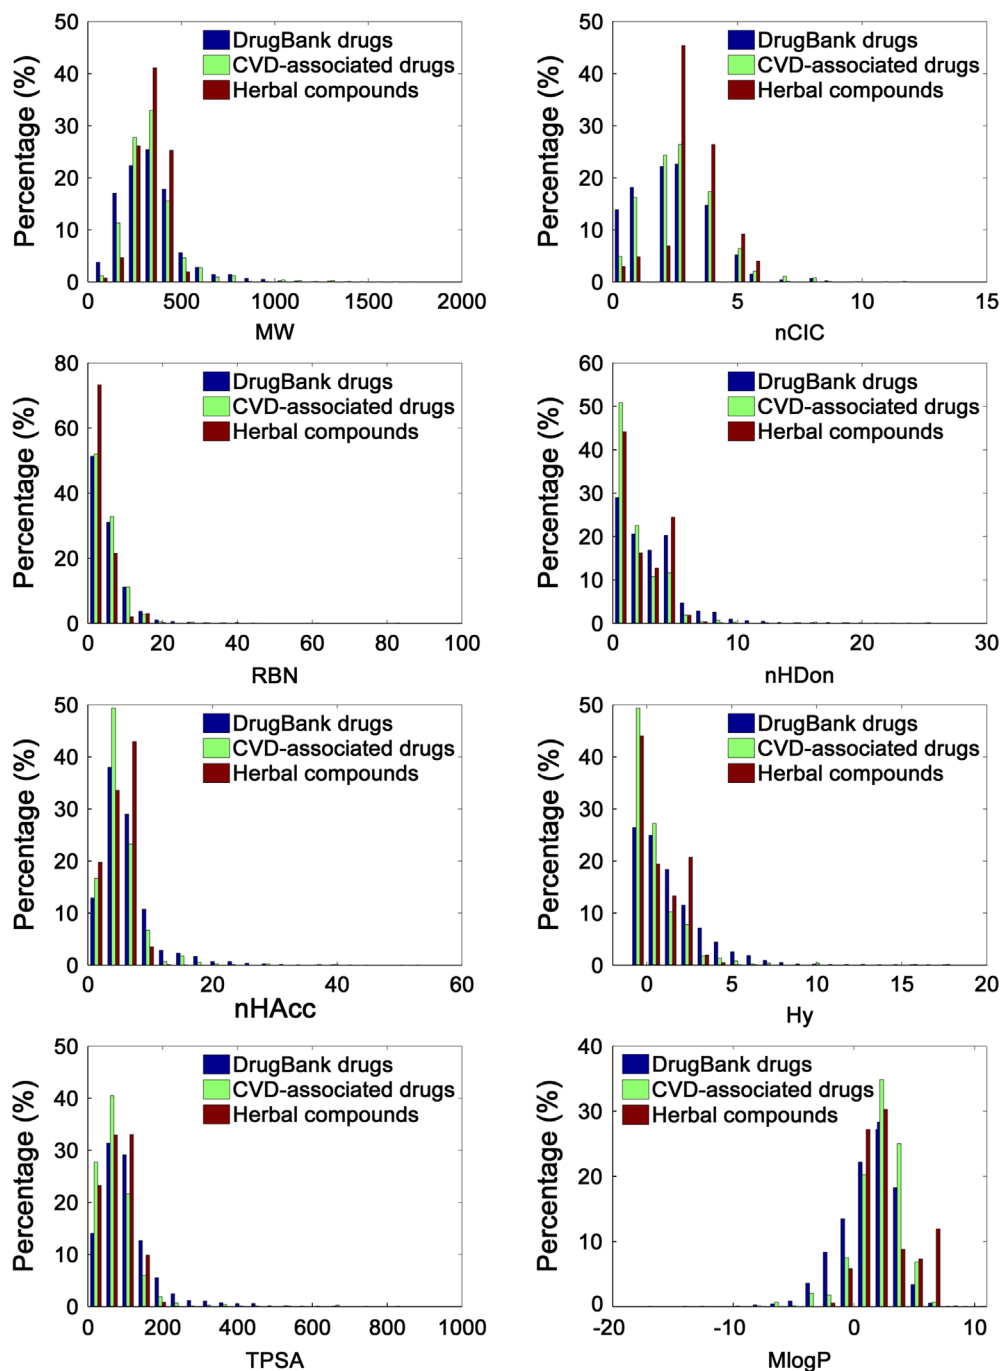 50
40
30
20
10
0
Percentage (%)
DrugBank drugs
CVD-associated drugs
Herbal compounds
0 500 1000 1500 2000
MW
50
40
30
20
10
0
Percentage (%)
DrugBank drugs
CVD-associated drugs
Herbal compounds
0 5 10 15
nCIC
80
60
40
20
0
Percentage (%)
DrugBank drugs
CVD-associated drugs
Herbal compounds
0 20 40 60 80 100
RBN
60
50
40
30
20
10
0
Percentage (%)
DrugBank drugs
CVD-associated drugs
Herbal compounds
0 10 20 30
nHDon
50
40
30
20
10
0
Percentage (%)
DrugBank drugs
CVD-associated drugs
Herbal compounds
0 20 40 60
nHAcc
50
40
30
20
10
0
Percentage (%)
DrugBank drugs
CVD-associated drugs
Herbal compounds
0 5 10 15 20
Hy
50
40
30
20
10
0
Percentage (%)
DrugBank drugs
CVD-associated drugs
Herbal compounds
0 200 400 600 800 1000
TPSA
40
30
20
10
0
Percentage (%)
DrugBank drugs
CVD-associated drugs
Herbal compounds
-20 -10 0 10
MlogP